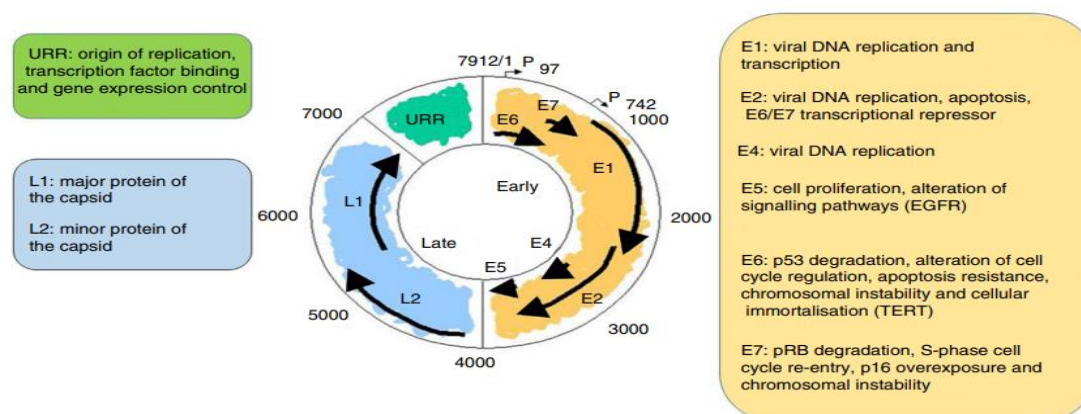 URR: origin of replication,
transcription factor binding
and gene expression control
L1: major protein of
the capsid
L2: minor protein of
the capsid
7912/1
P
97
P
742
1000
2000
3000
4000
5000
6000
7000
URR
E6
E7
E1
Early
Late
E4
E5
E2
L1
L2
E1: viral DNA replication and
transcription
E2: viral DNA replication, apoptosis,
E6/E7 transcriptional repressor
E4: viral DNA replication
E5: cell proliferation, alteration of
signalling pathways (EGFR)
E6: p53 degradation, alteration of cell
cycle regulation, apoptosis resistance,
chromosomal instability and cellular
immortalisation (TERT)
E7: pRB degradation, S-phase cell
cycle re-entry, p16 overexposure and
chromosomal instability